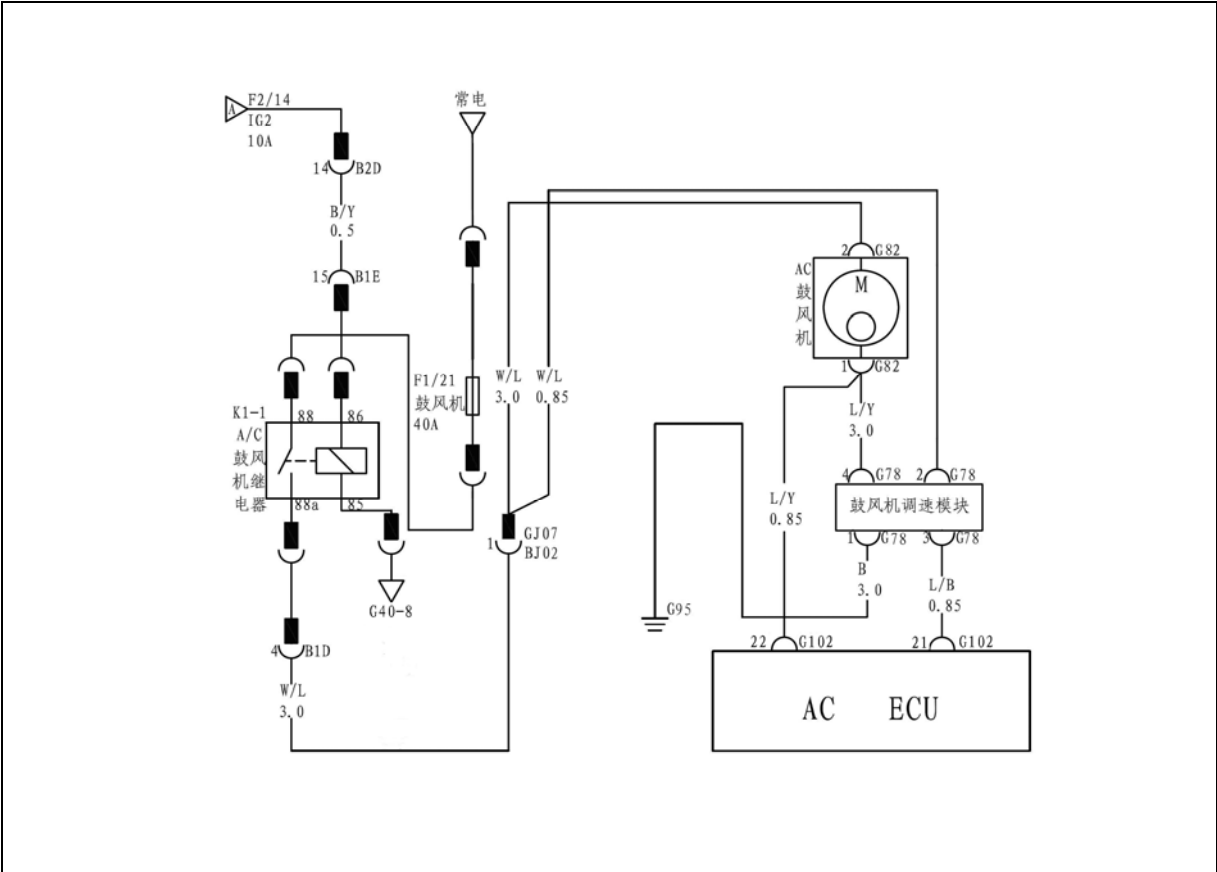 A
F2/14
IG2
10A
常电
14 B2D
B/Y
0.5
15 B1E
2 G82
AC
鼓
风
机
M
1 G82
F1/21
鼓风机
40A
W/L
3.0
W/L
0.85
L/Y
3.0
K1-1
A/C
鼓风
机继
电器
88 86
88a 85
4 G78
2 G78
鼓风机调速模块
1 G78
3 G78
L/Y
0.85
GJ07
1 BJ02
B
3.0
L/B
0.85
G40-8
G95
4 B1D
22 G102
21 G102
W/L
3.0
AC ECU